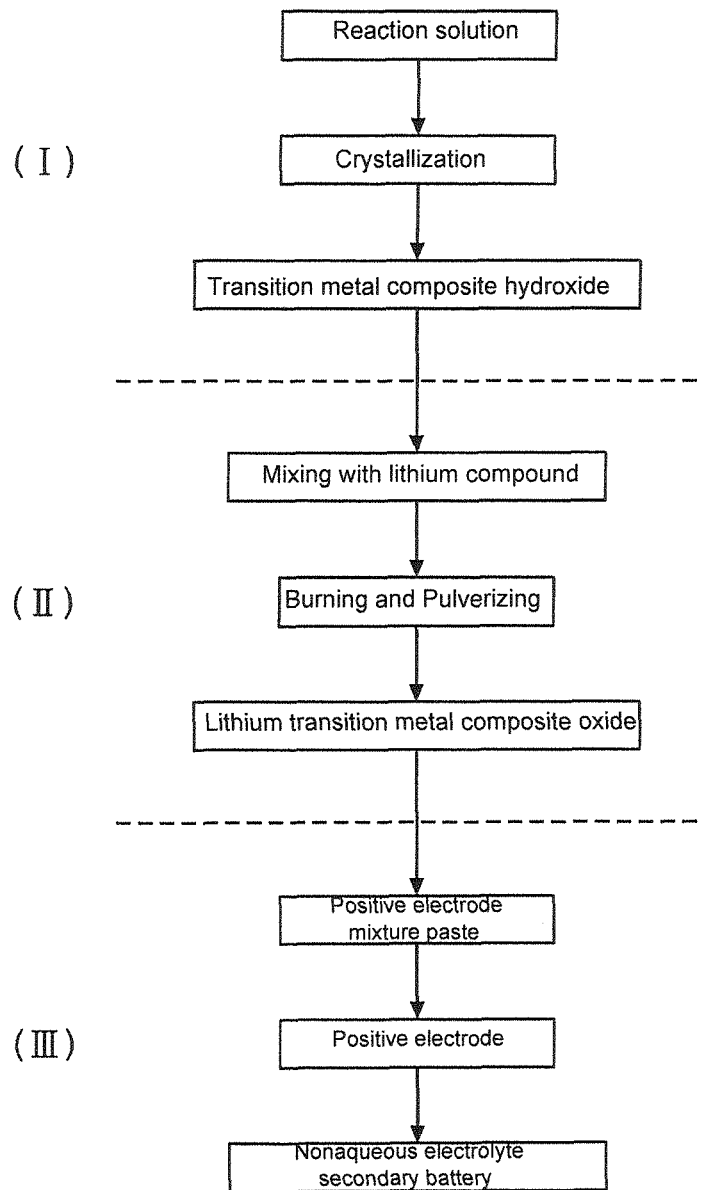 Reaction solution
(Ⅰ)
Crystallization
Transition metal composite hydroxide
Mixing with lithium compound
(Ⅱ)
Burning and Pulverizing
Lithium transition metal composite oxide
Positive electrode
mixture paste
(Ⅲ)
Positive electrode
Nonaqueous electrolyte
secondary battery